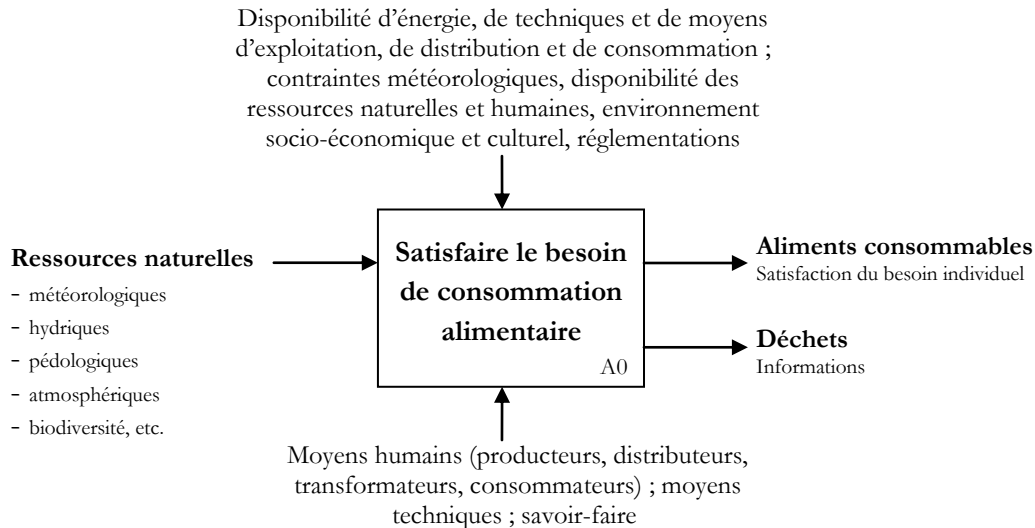 Disponibilité d’énergie, de techniques et de moyens
d’exploitation, de distribution et de consommation ;
contraintes météorologiques, disponibilité des
ressources naturelles et humaines, environnement
socio-économique et culturel, réglementations
Ressources naturelles
- météorologiques
- hydriques
- pédologiques
- atmosphériques
- biodiversité, etc.
Satisfaire le besoin
de consommation
alimentaire
A0
Aliments consommables
Satisfaction du besoin individuel
Déchets
Informations
Moyens humains (producteurs, distributeurs,
transformateurs, consommateurs) ; moyens
techniques ; savoir-faire